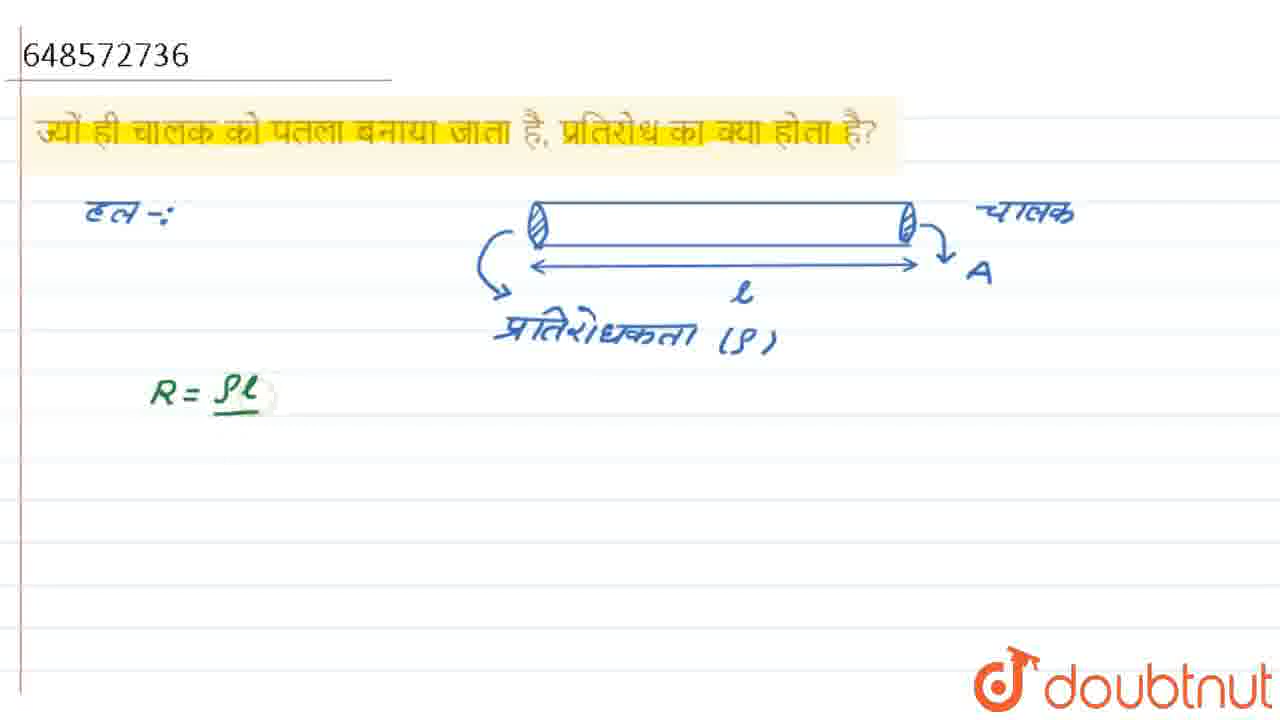 648572736
ज्यों ही चालक को पतला बनाया जाता है, प्रतिरोध का क्या होता है?
हल -:
चालक
A
l
प्रतिरोधकता (ρ)
R = ρl
doubtnut